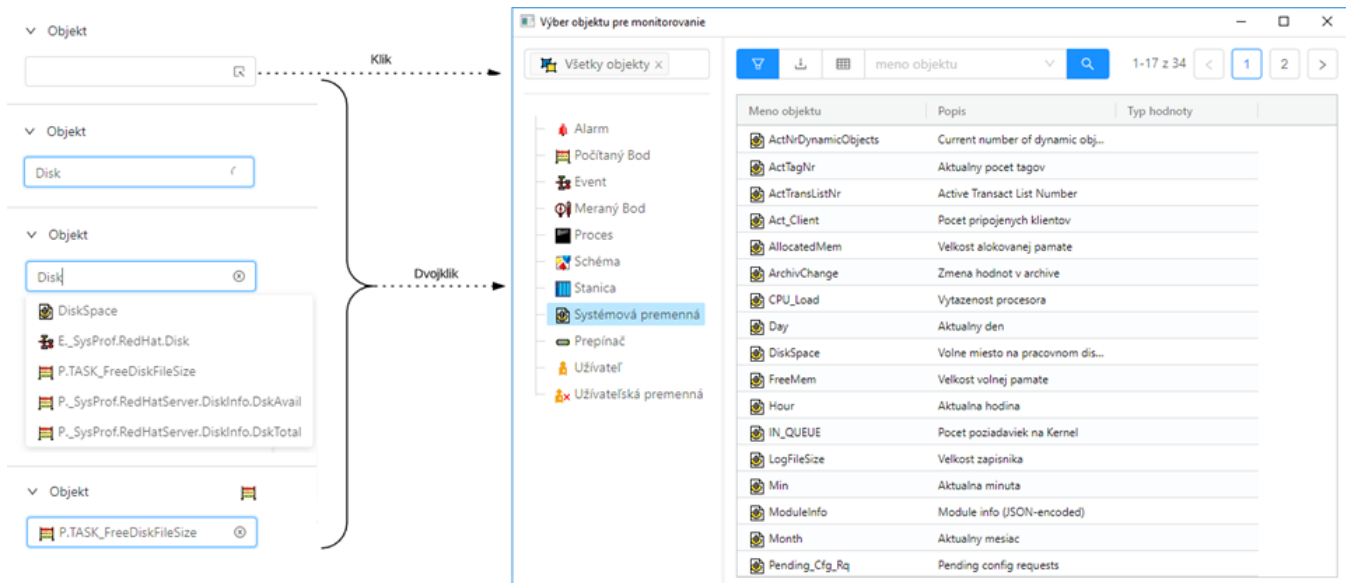 Objekt
Klik
Objekt
Disk
Objekt
Disk
DiskSpace
E._SysProf.RedHat.Disk
P.TASK_FreeDiskFileSize
P._SysProf.RedHatServer.DiskInfo.DskAvail
P._SysProf.RedHatServer.DiskInfo.DskTotal
Objekt
P.TASK_FreeDiskFileSize
Dvojklik
Výber objektu pre monitorovanie
Všetky objekty x
meno objektu
1-17 z 34 < 1 2 >
Alarm
Počítaný Bod
Event
Meraný Bod
Proces
Schéma
Stanica
Systémová premenná
Prepínač
Užívateľ
Užívateľská premenná
Meno objektu Popis Typ hodnoty
ActNrDynamicObjects Current number of dynamic obj...
ActTagNr Aktualny pocet tagov
ActTransListNr Active Transact List Number
Act_Client Pocet pripojenych klientov
AllocatedMem Velkost alokovanej pamate
ArchivChange Zmena hodnot v archive
CPU_Load Vytazenost procesora
Day Aktualny den
DiskSpace Volne miesto na pracovnom dis...
FreeMem Velkost volnej pamate
Hour Aktualna hodina
IN_QUEUE Pocet poziadaviek na Kernel
LogFileSize Velkost zapisnika
Min Aktualna minuta
ModuleInfo Module info (JSON-encoded)
Month Aktualny mesiac
Pending_Cfg_Rq Pending config requests